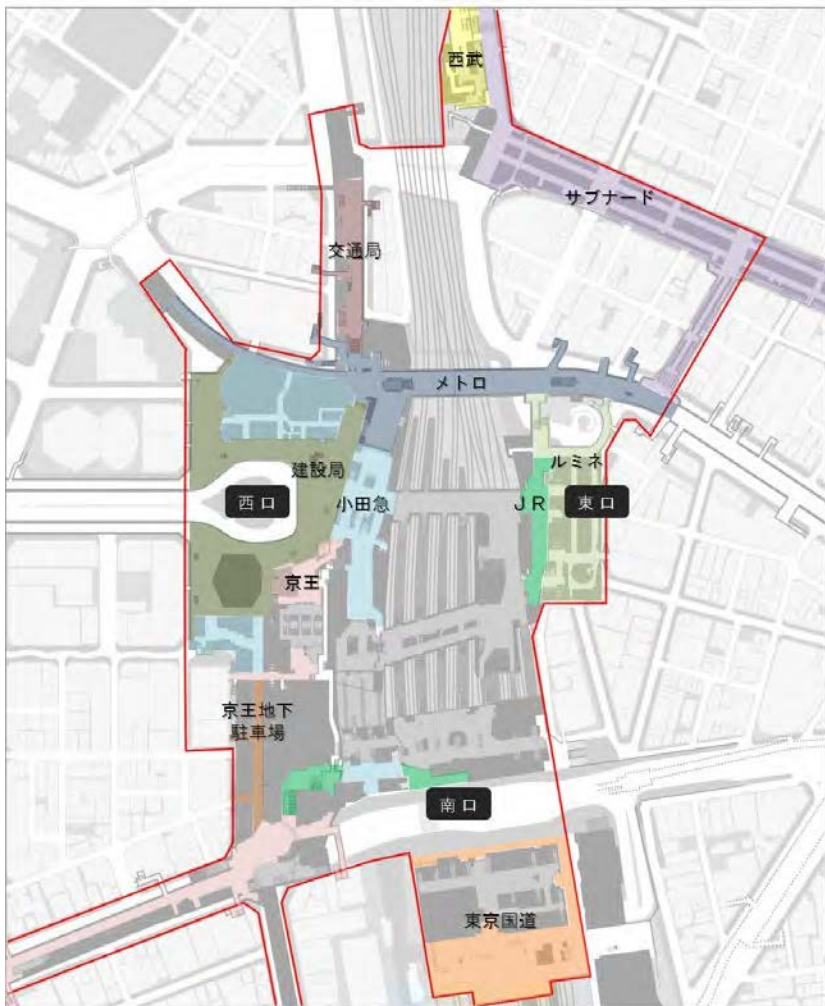 西武
サブナード
交通局
メトロ
ルミネ
建設局
西口
小田急
JR
東口
京王
京王地下
駐車場
南口
東京国道